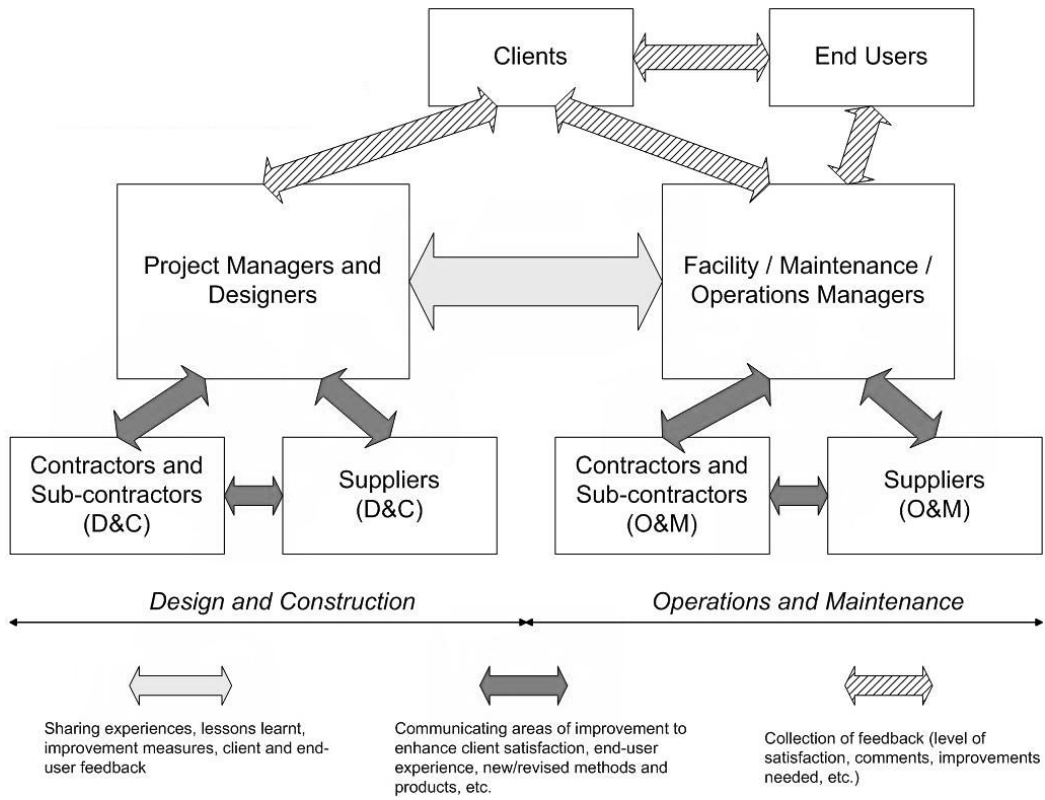 Clients
End Users
Project Managers and
Designers
Facility / Maintenance /
Operations Managers
Contractors and
Sub-contractors
(D&C)
Suppliers
(D&C)
Contractors and
Sub-contractors
(O&M)
Suppliers
(O&M)
Design and Construction
Operations and Maintenance
Sharing experiences, lessons learnt,
improvement measures, client and end-
user feedback
Communicating areas of improvement to
enhance client satisfaction, end-user
experience, new/revised methods and
products, etc.
Collection of feedback (level of
satisfaction, comments, improvements
needed, etc.)